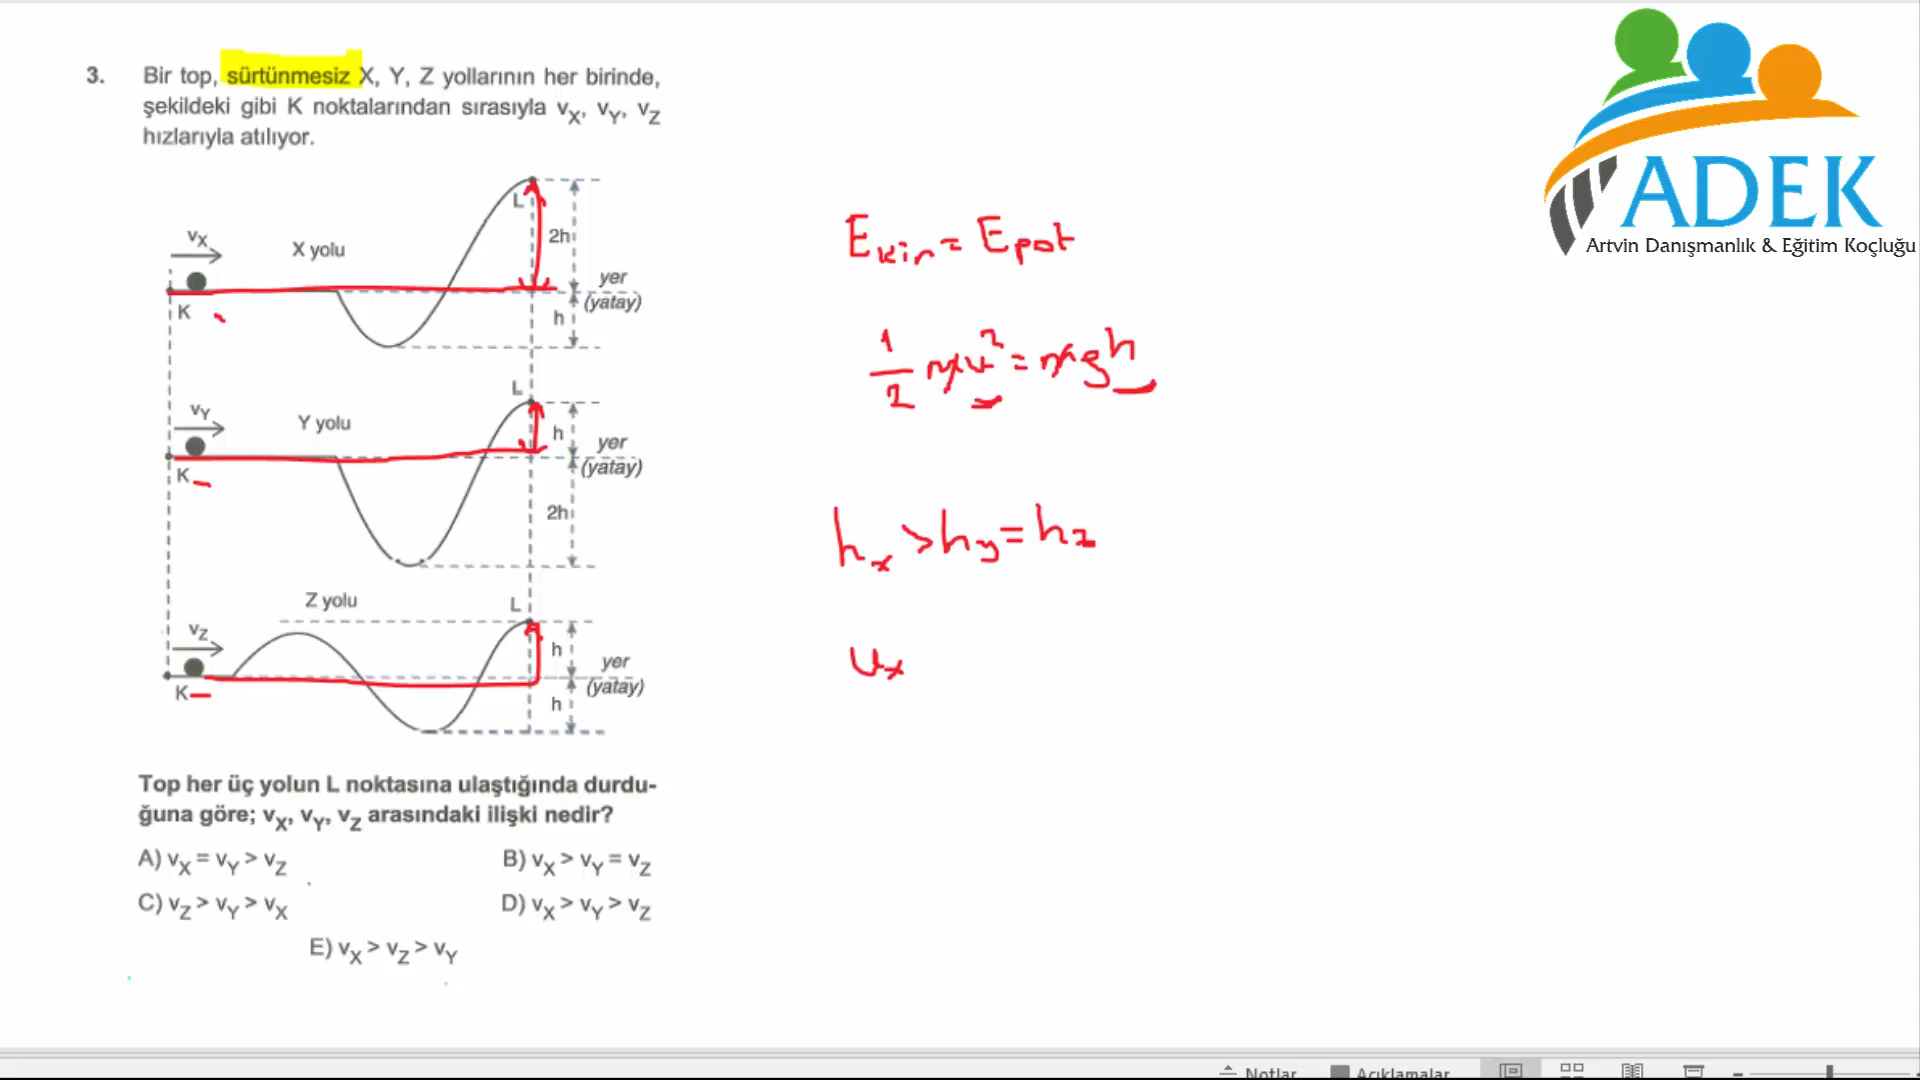 3. Bir top, sürtünmesiz X, Y, Z yollarının her birinde,
şekildeki gibi K noktalarından sırasıyla vX, vY, vZ
hızlarıyla atılıyor.
vX
X yolu
L
2h
yer
(yatay)
K
h
vY
Y yolu
L
h
yer
(yatay)
K
2h
Z yolu
L
vZ
h
yer
(yatay)
K
h
Top her üç yolun L noktasına ulaştığında durdu-
ğuna göre; vX, vY, vZ arasındaki ilişki nedir?
A) vX = vY > vZ
B) vX > vY = vZ
C) vZ > vY > vX
D) vX > vY > vZ
E) vX > vZ > vY
Ekin = Epot
1/2 mv² = mgh
hx > hy = hz
vx
ADEK
Artvin Danışmanlık & Eğitim Koçluğu
Notlar
Açıklamalar